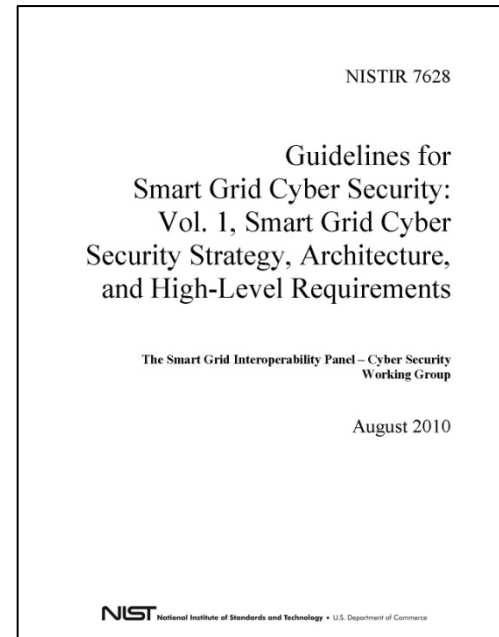 NISTIR 7628
Guidelines for
Smart Grid Cyber Security:
Vol. 1, Smart Grid Cyber
Security Strategy, Architecture,
and High-Level Requirements
The Smart Grid Interoperability Panel – Cyber Security
Working Group
August 2010
NIST National Institute of Standards and Technology • U.S. Department of Commerce